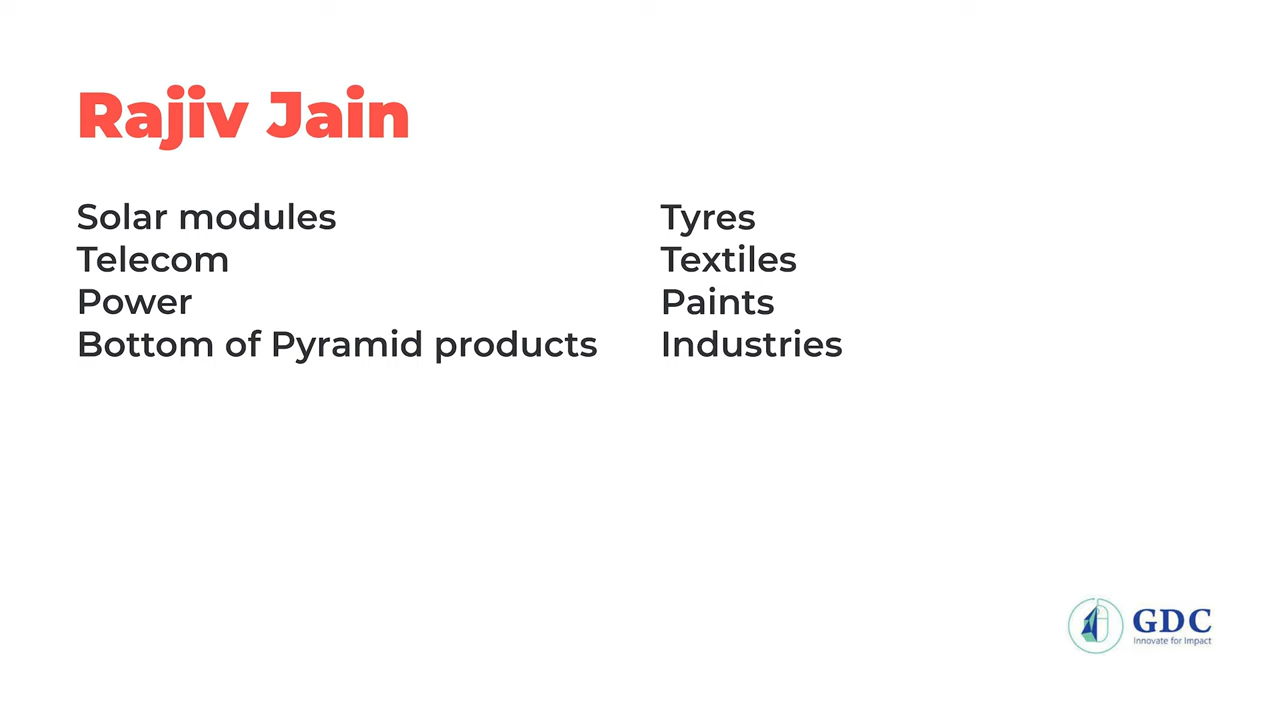 Rajiv Jain
Solar modules
Telecom
Power
Bottom of Pyramid products
Tyres
Textiles
Paints
Industries
GDC
Innovate for Impact